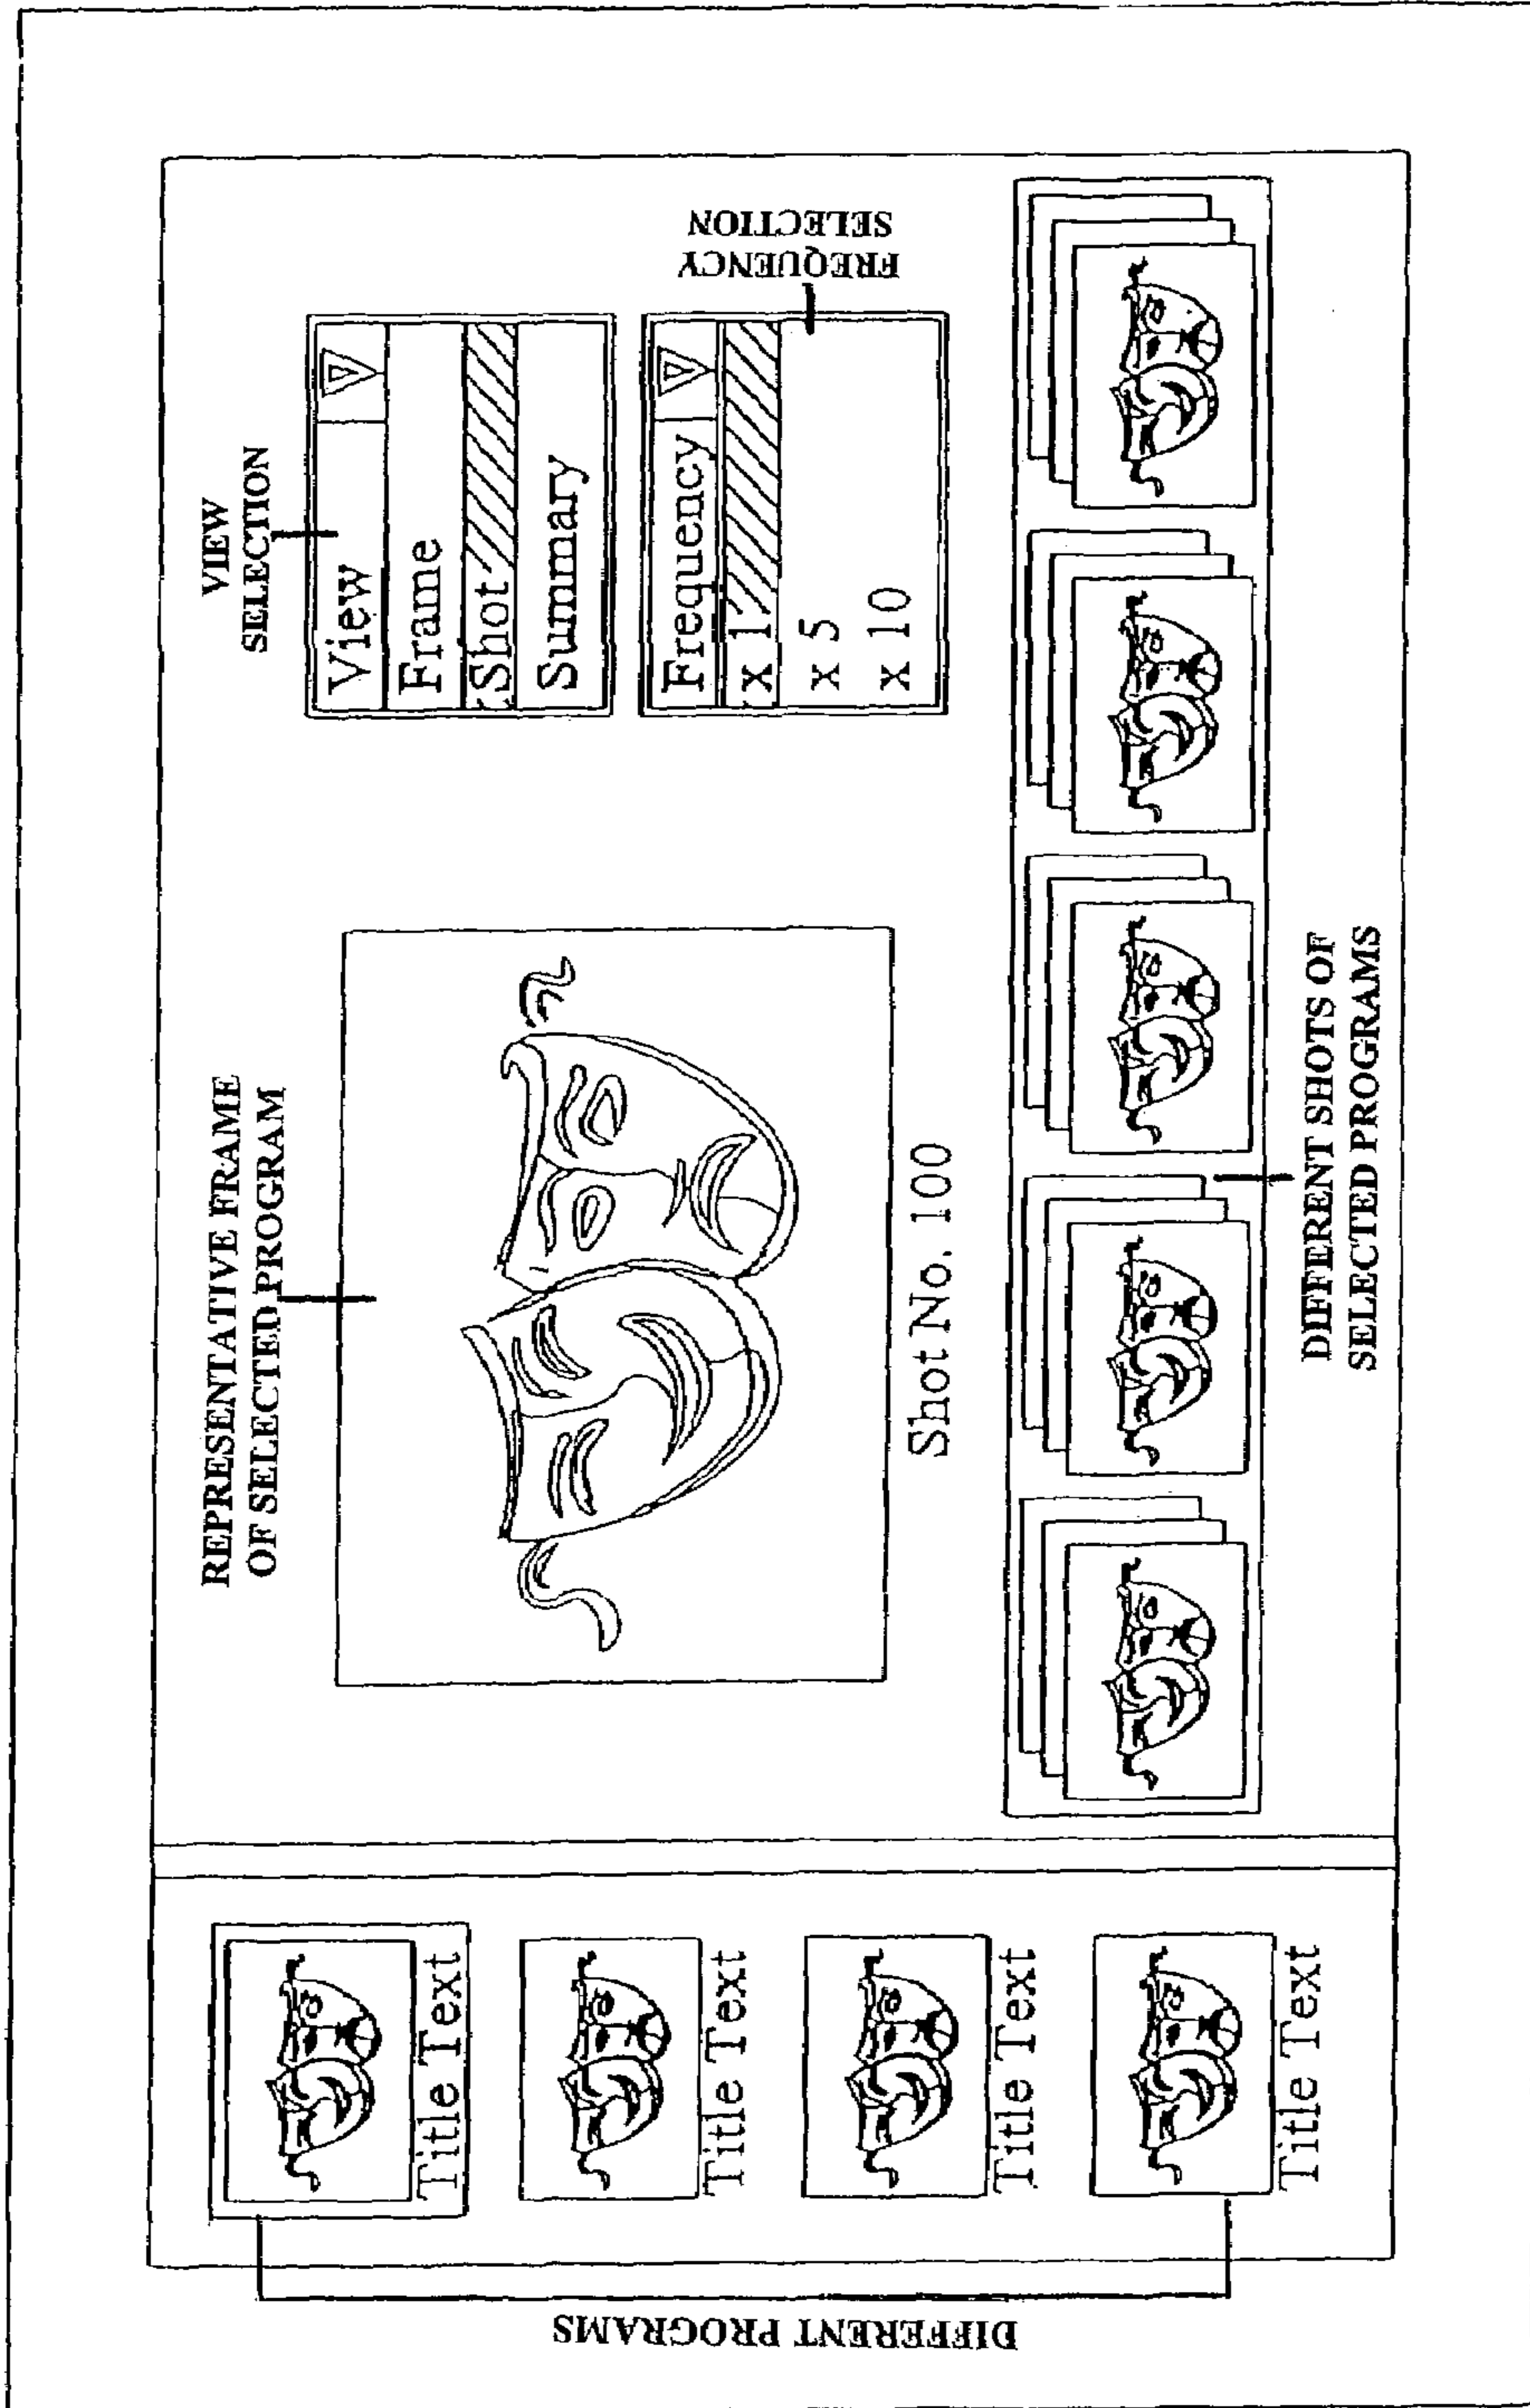 DIFFERENT PROGRAMS
Title Text
Title Text
Title Text
Title Text
REPRESENTATIVE FRAME
OF SELECTED PROGRAM
Shot No. 100
VIEW
SELECTION
View
Frame
Shot
Summary
Frequency
x 1
x 5
x 10
FREQUENCY
SELECTION
DIFFERENT SHOTS OF
SELECTED PROGRAMS